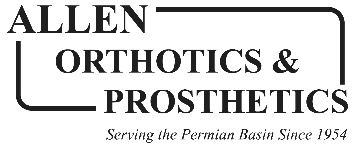 ALLEN
ORTHOTICS &
PROSTHETICS
Serving the Permian Basin Since 1954